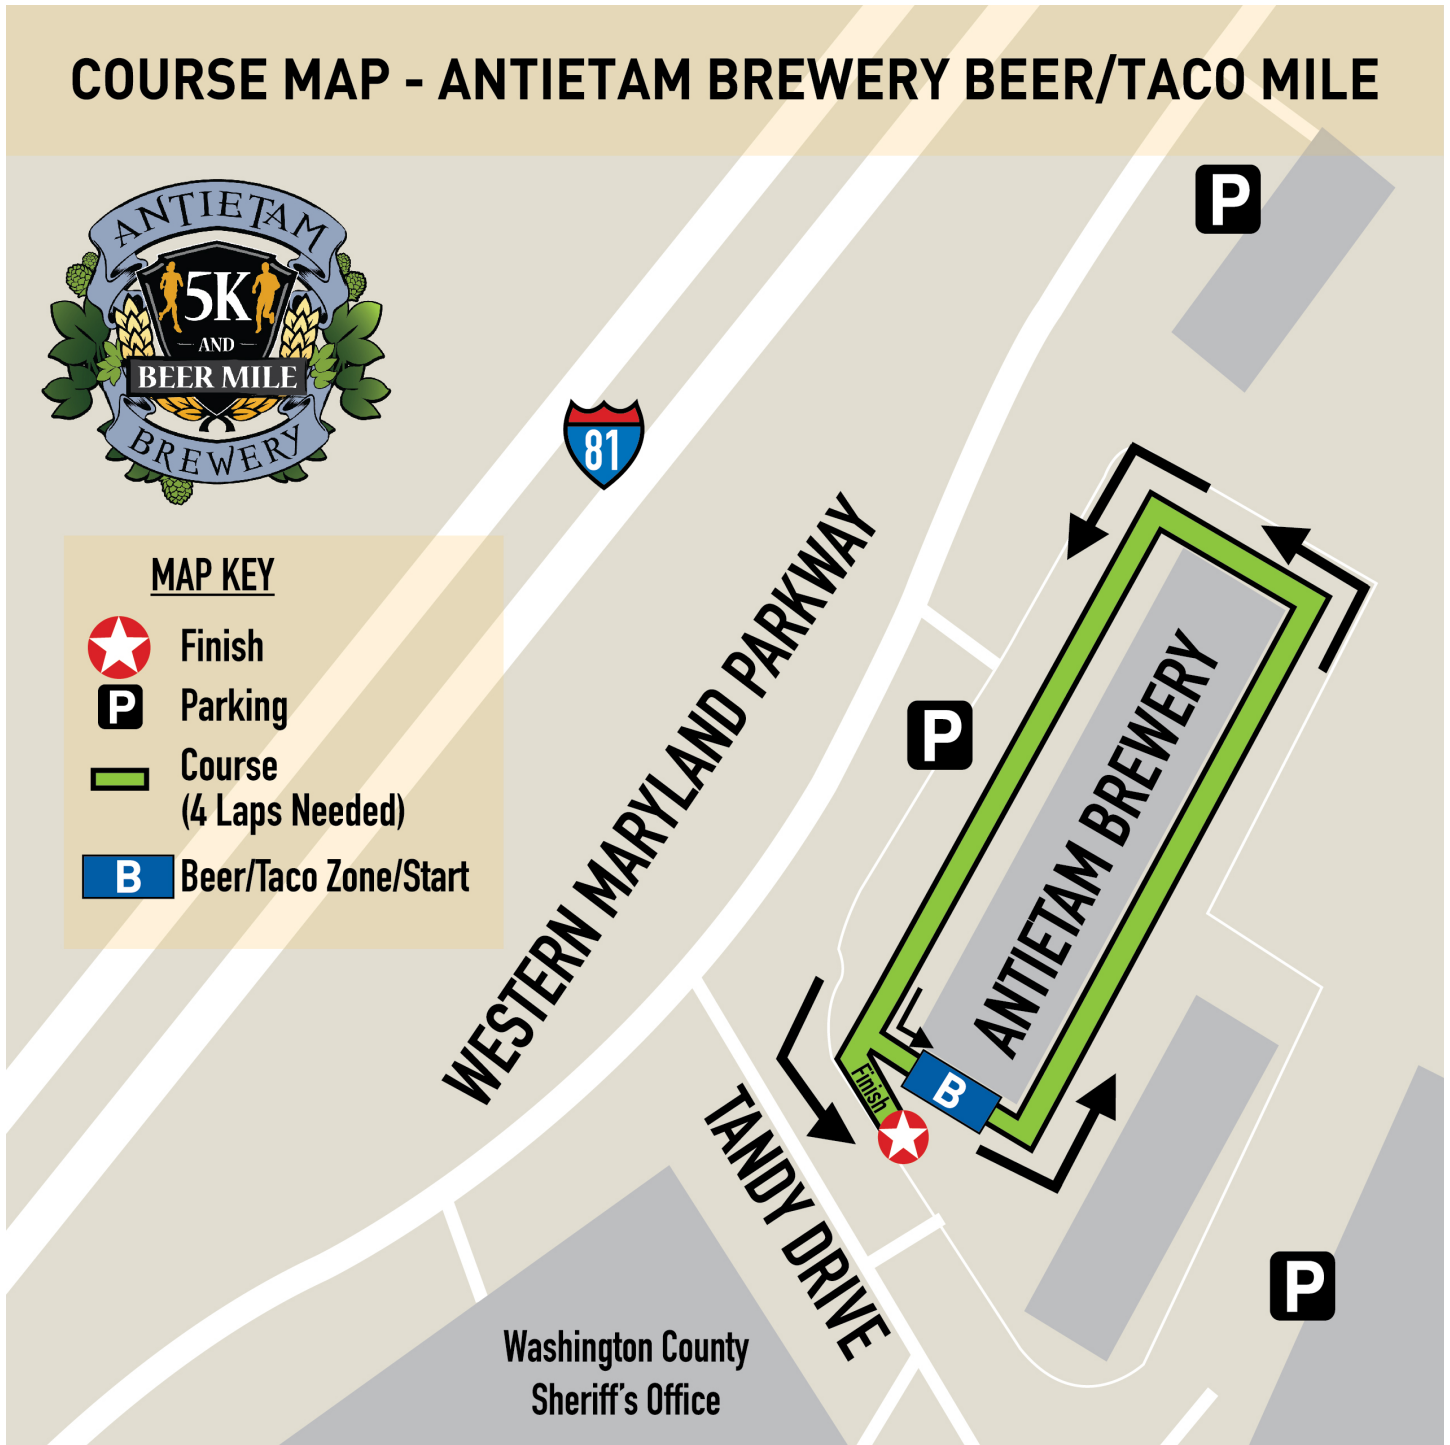 COURSE MAP - ANTIETAM BREWERY BEER/TACO MILE
P
ANTIETAM
5K
AND
BEER MILE
BREWERY
81
MAP KEY
Finish
P
Parking
Course
(4 Laps Needed)
B
Beer/Taco Zone/Start
WESTERN MARYLAND PARKWAY
P
ANTIETAM BREWERY
Finish
B
TANDY DRIVE
P
Washington County
Sheriff's Office